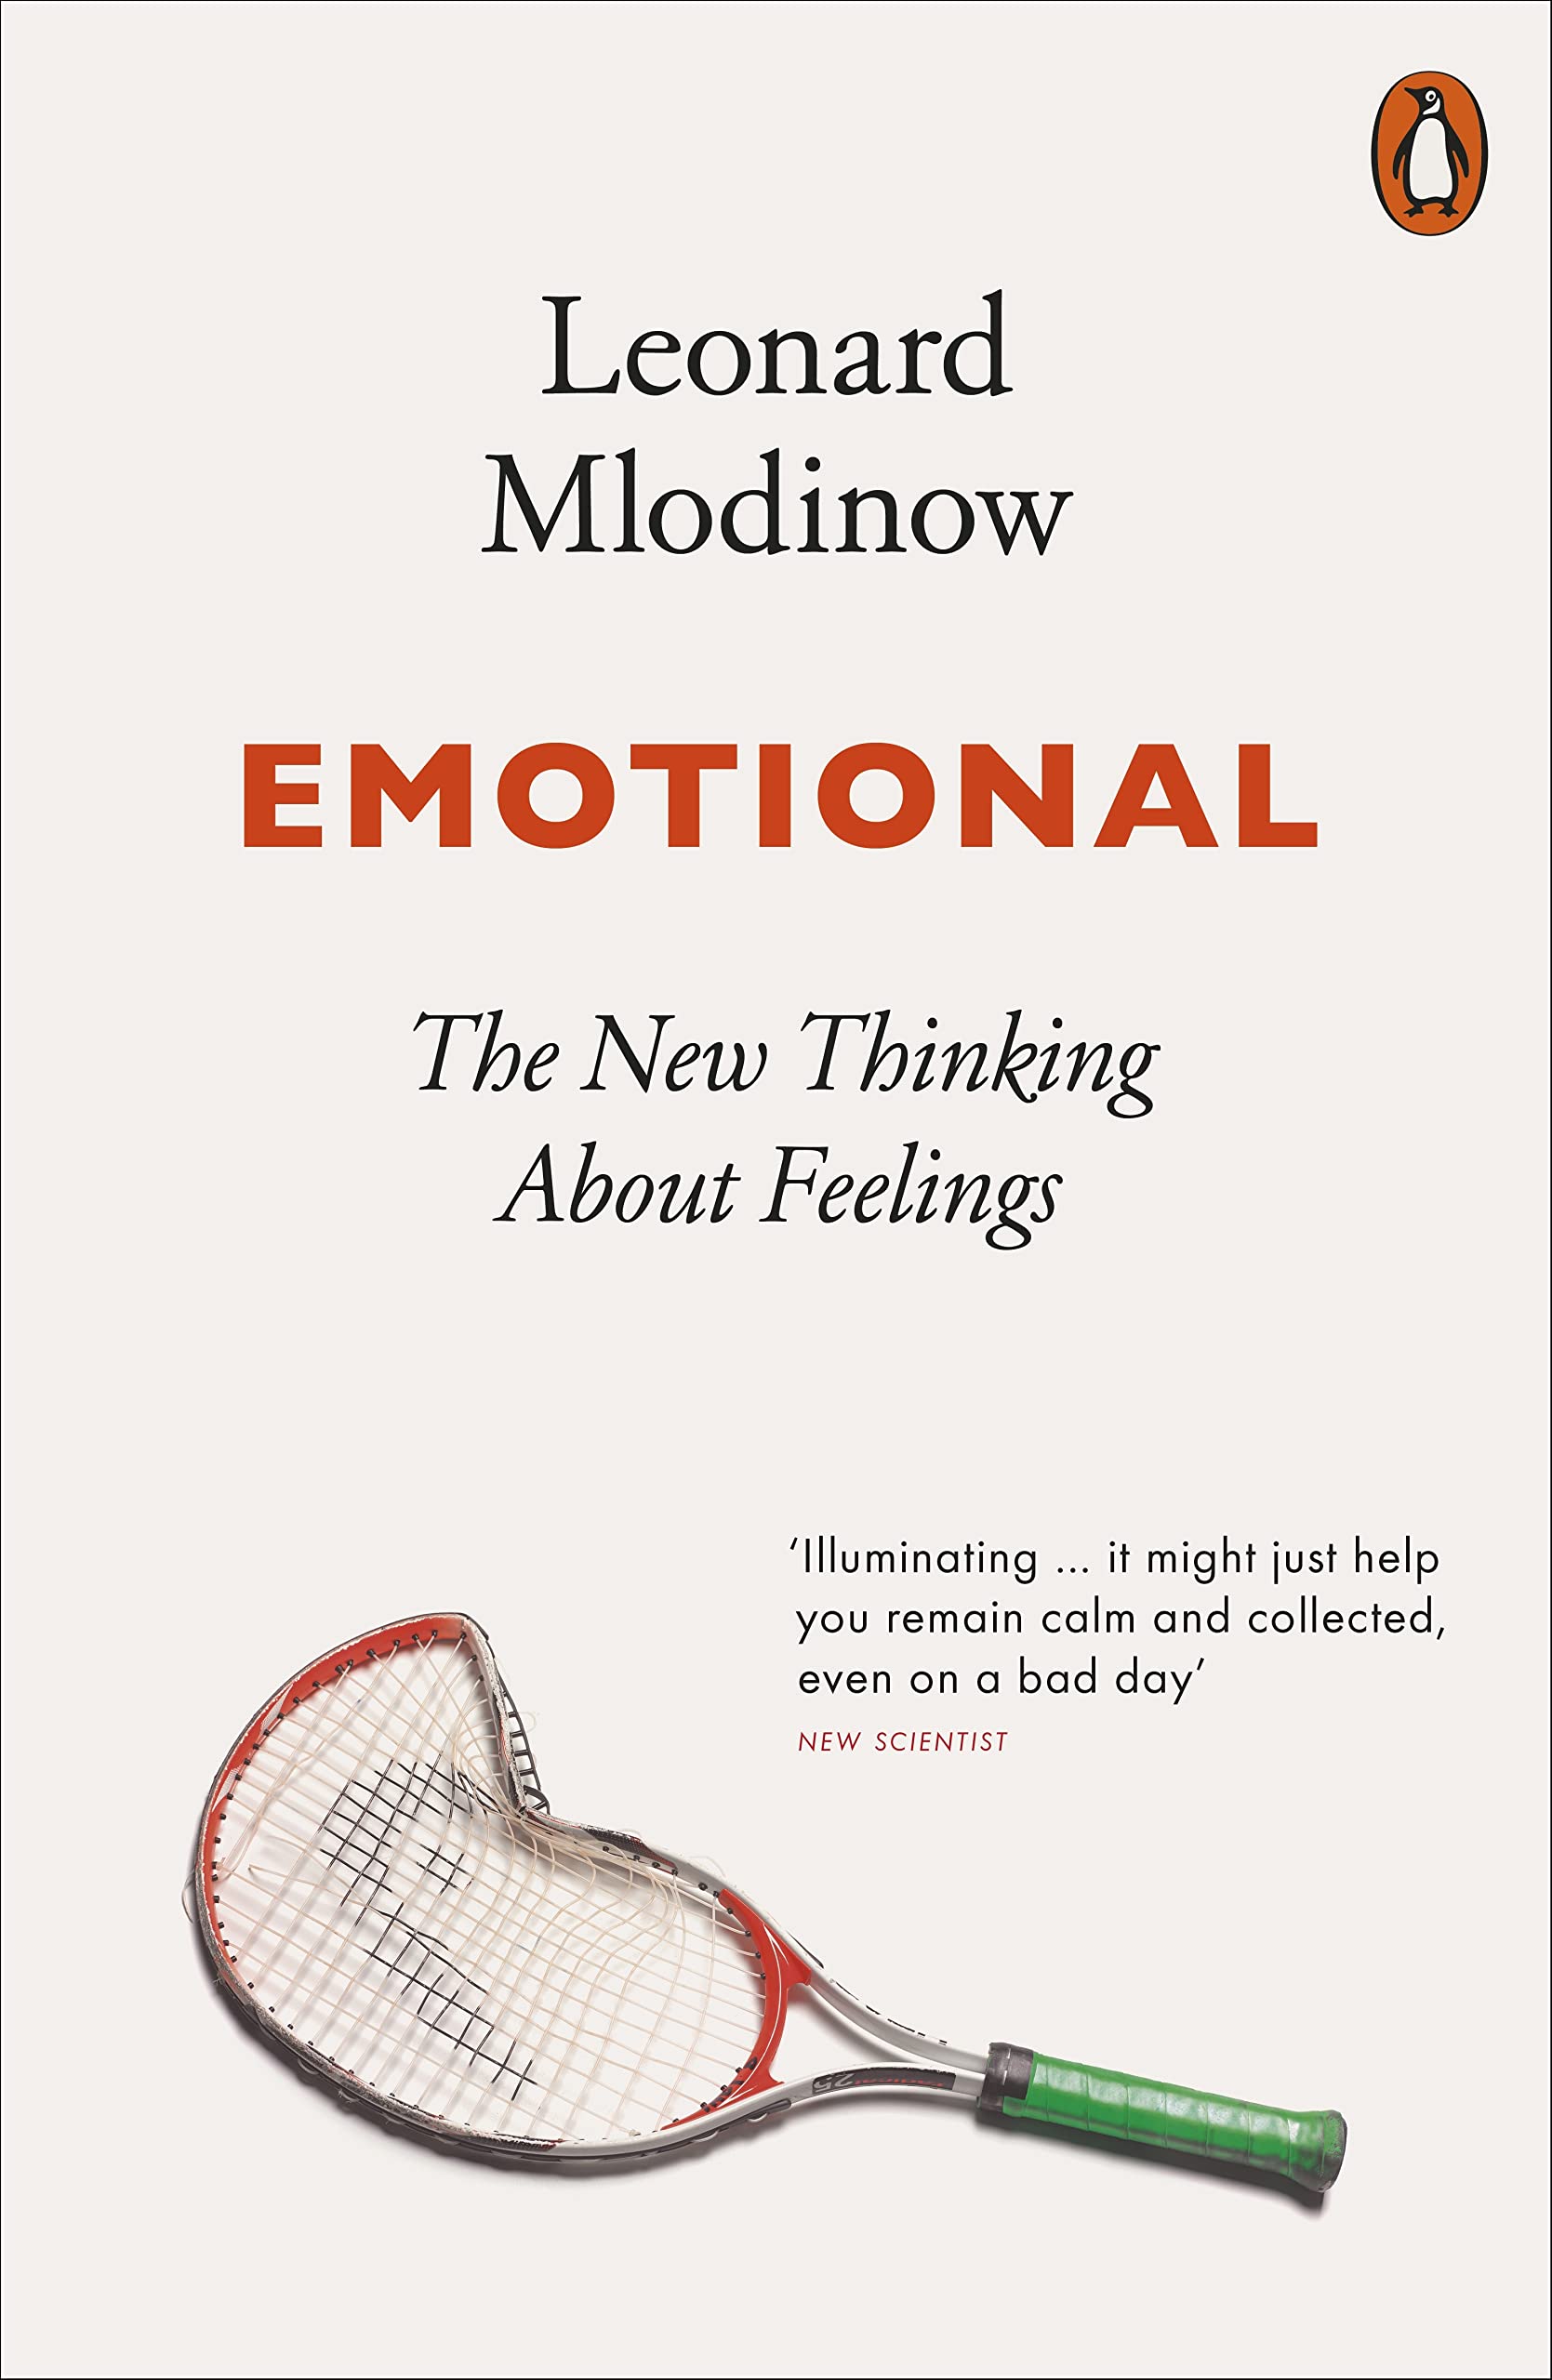 Leonard
Mlodinow
EMOTIONAL
The New Thinking
About Feelings
‘Illuminating ... it might just help
you remain calm and collected,
even on a bad day’
NEW SCIENTIST
25